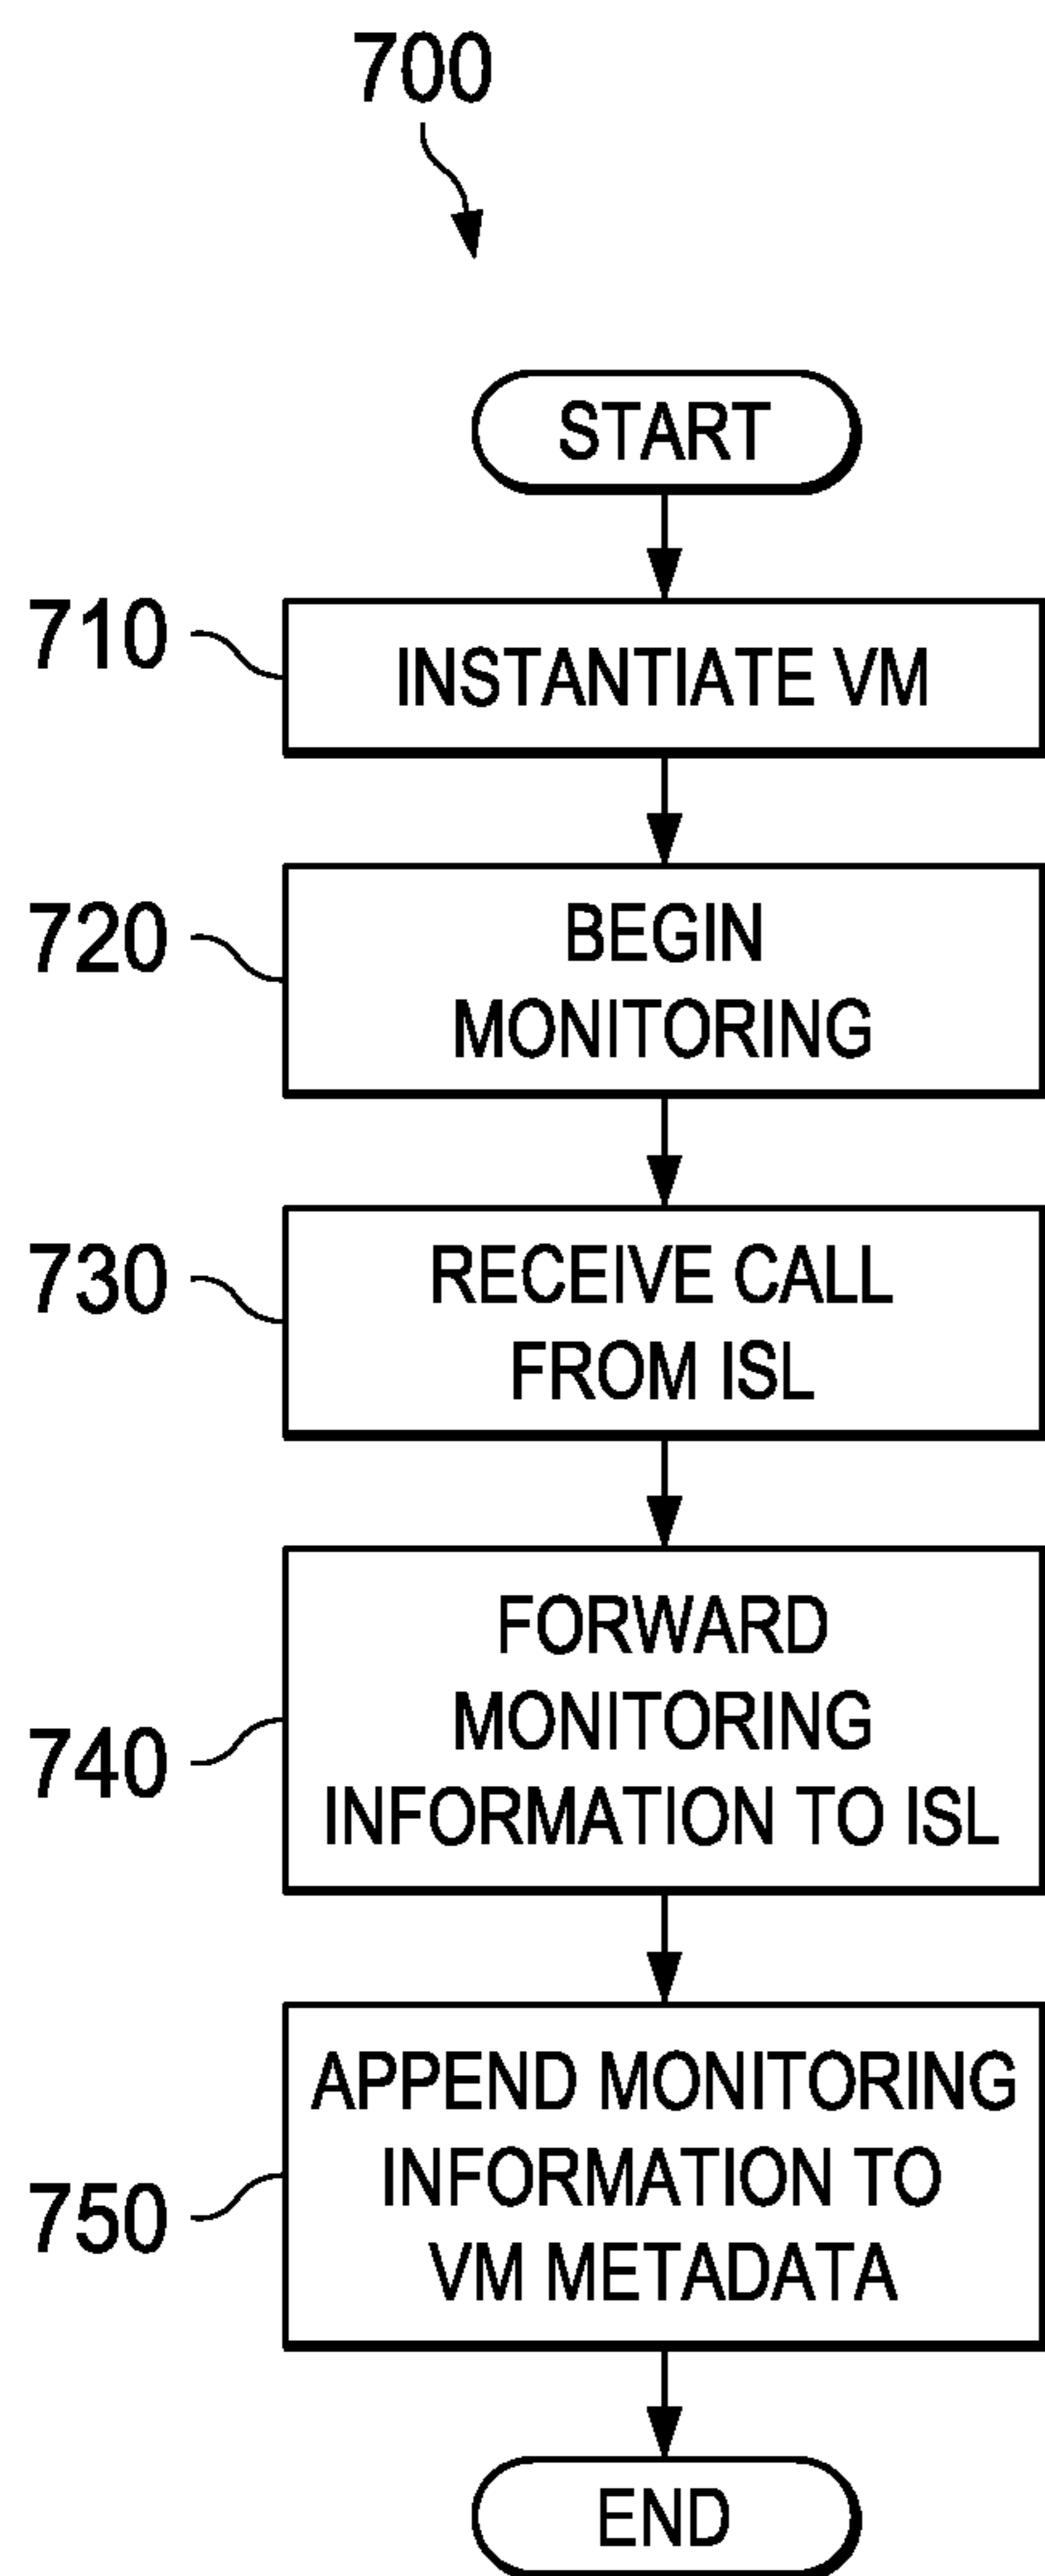 700
START
710
INSTANTIATE VM
720
BEGIN
MONITORING
730
RECEIVE CALL
FROM ISL
740
FORWARD
MONITORING
INFORMATION TO ISL
750
APPEND MONITORING
INFORMATION TO
VM METADATA
END